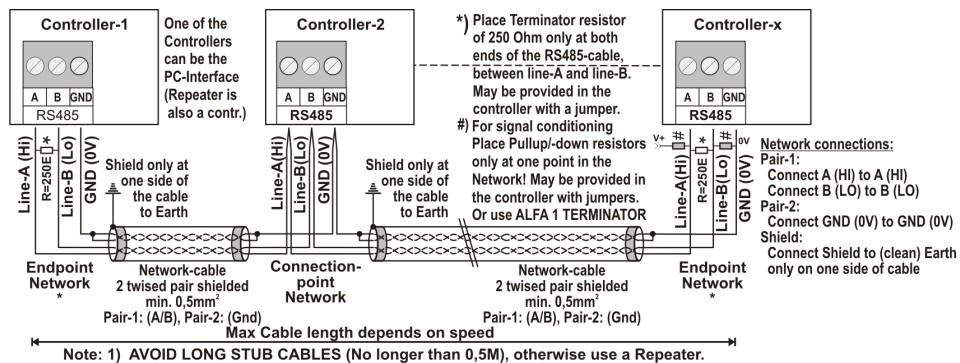 Controller-1
One of the
Controllers
can be the
PC-Interface
(Repeater is
also a contr.)
A B GND
RS485
Line-A(Hi)
R=250E *
Line-B(Lo)
GND (0V)
Shield only at
one side of
the cable
to Earth
Endpoint
Network
*
Network-cable
2 twised pair shielded
min. 0,5mm²
Pair-1: (A/B), Pair-2: (Gnd)
Controller-2
A B GND
RS485
Line-A(Hi)
Line-B(Lo)
GND (0V)
Shield only at
one side of
the cable
to Earth
Connection-
point
Network
*) Place Terminator resistor
of 250 Ohm only at both
ends of the RS485-cable,
between line-A and line-B.
May be provided in the
controller with a jumper.
#) For signal conditioning
Place Pullup/-down resistors
only at one point in the
Network! May be provided in
the controller with jumpers.
Or use ALFA 1 TERMINATOR
Network-cable
2 twised pair shielded
min. 0,5mm²
Pair-1: (A/B), Pair-2: (Gnd)
Controller-x
A B GND
RS485
V+ # * # 0V
Line-A(Hi)
R=250E
Line-B(Lo)
GND (0V)
Endpoint
Network
*
Network connections:
Pair-1:
Connect A (HI) to A (HI)
Connect B (LO) to B (LO)
Pair-2:
Connect GND (0V) to GND (0V)
Shield:
Connect Shield to (clean) Earth
only on one side of cable
Max Cable length depends on speed
Note: 1) AVOID LONG STUB CABLES (No longer than 0,5M), otherwise use a Repeater.